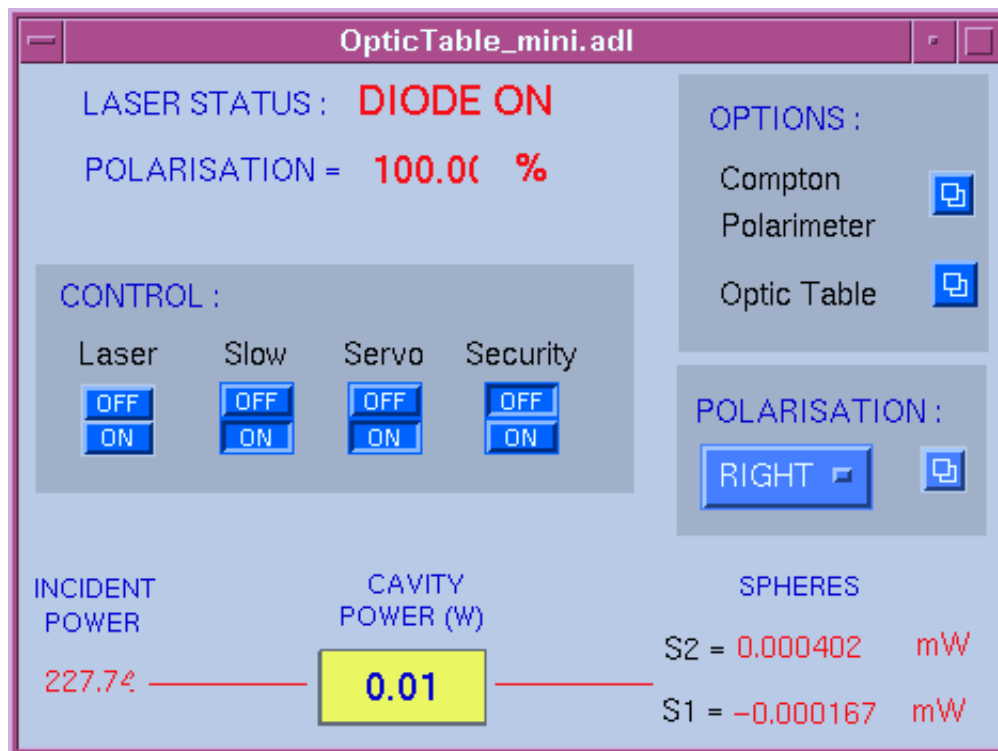 OpticTable_mini.adl
LASER STATUS : DIODE ON
POLARISATION = %
OPTIONS :
Compton
Polarimeter
Optic Table
CONTROL :
Laser Slow Servo Security
OFF OFF OFF OFF
ON ON ON ON
POLARISATION :
RIGHT
INCIDENT
POWER
CAVITY
POWER (W)
SPHERES
0.01
S2 = 0.000402 mW
S1 = -0.000167 mW